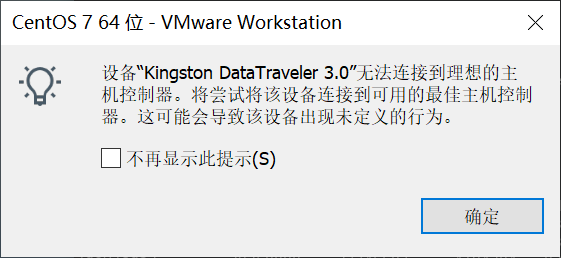 CentOS 7 64 位 - VMware Workstation
设备“Kingston DataTraveler 3.0”无法连接到理想的主
机控制器。将尝试将该设备连接到可用的最佳主机控制
器。这可能会导致该设备出现未定义的行为。
不再显示此提示(S)
确定